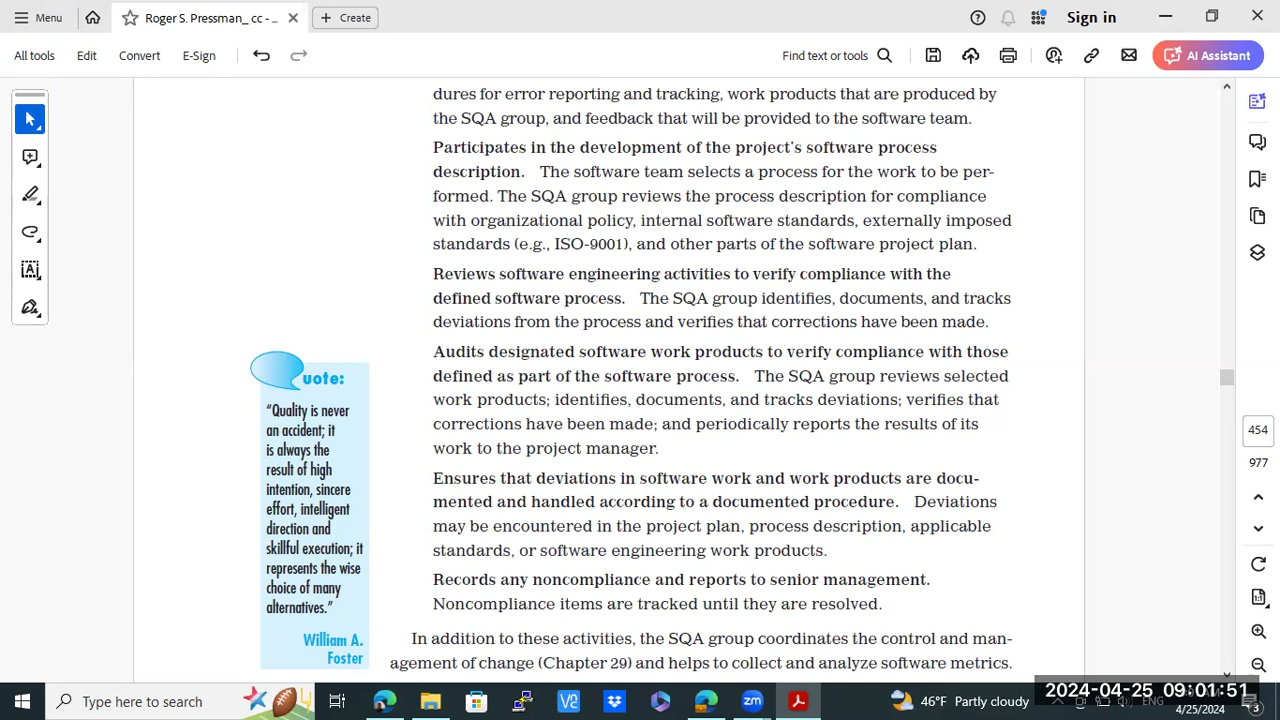 Menu
Roger S. Pressman_ cc - ...
Create
Sign in
All tools
Edit
Convert
E-Sign
Find text or tools
AI Assistant
dures for error reporting and tracking, work products that are produced by
the SQA group, and feedback that will be provided to the software team.
Participates in the development of the project's software process
description. The software team selects a process for the work to be per-
formed. The SQA group reviews the process description for compliance
with organizational policy, internal software standards, externally imposed
standards (e.g., ISO-9001), and other parts of the software project plan.
Reviews software engineering activities to verify compliance with the
defined software process. The SQA group identifies, documents, and tracks
deviations from the process and verifies that corrections have been made.
Audits designated software work products to verify compliance with those
defined as part of the software process. The SQA group reviews selected
work products; identifies, documents, and tracks deviations; verifies that
corrections have been made; and periodically reports the results of its
work to the project manager.
Ensures that deviations in software work and work products are docu-
mented and handled according to a documented procedure. Deviations
may be encountered in the project plan, process description, applicable
standards, or software engineering work products.
Records any noncompliance and reports to senior management.
Noncompliance items are tracked until they are resolved.
In addition to these activities, the SQA group coordinates the control and man-
agement of change (Chapter 29) and helps to collect and analyze software metrics.
uote:
"Quality is never
an accident; it
is always the
result of high
intention, sincere
effort, intelligent
direction and
skillful execution; it
represents the wise
choice of many
alternatives."
William A.
Foster
454
977
Type here to search
46°F Partly cloudy
2024-04-25 09:01:51
ENG
4/25/2024
3